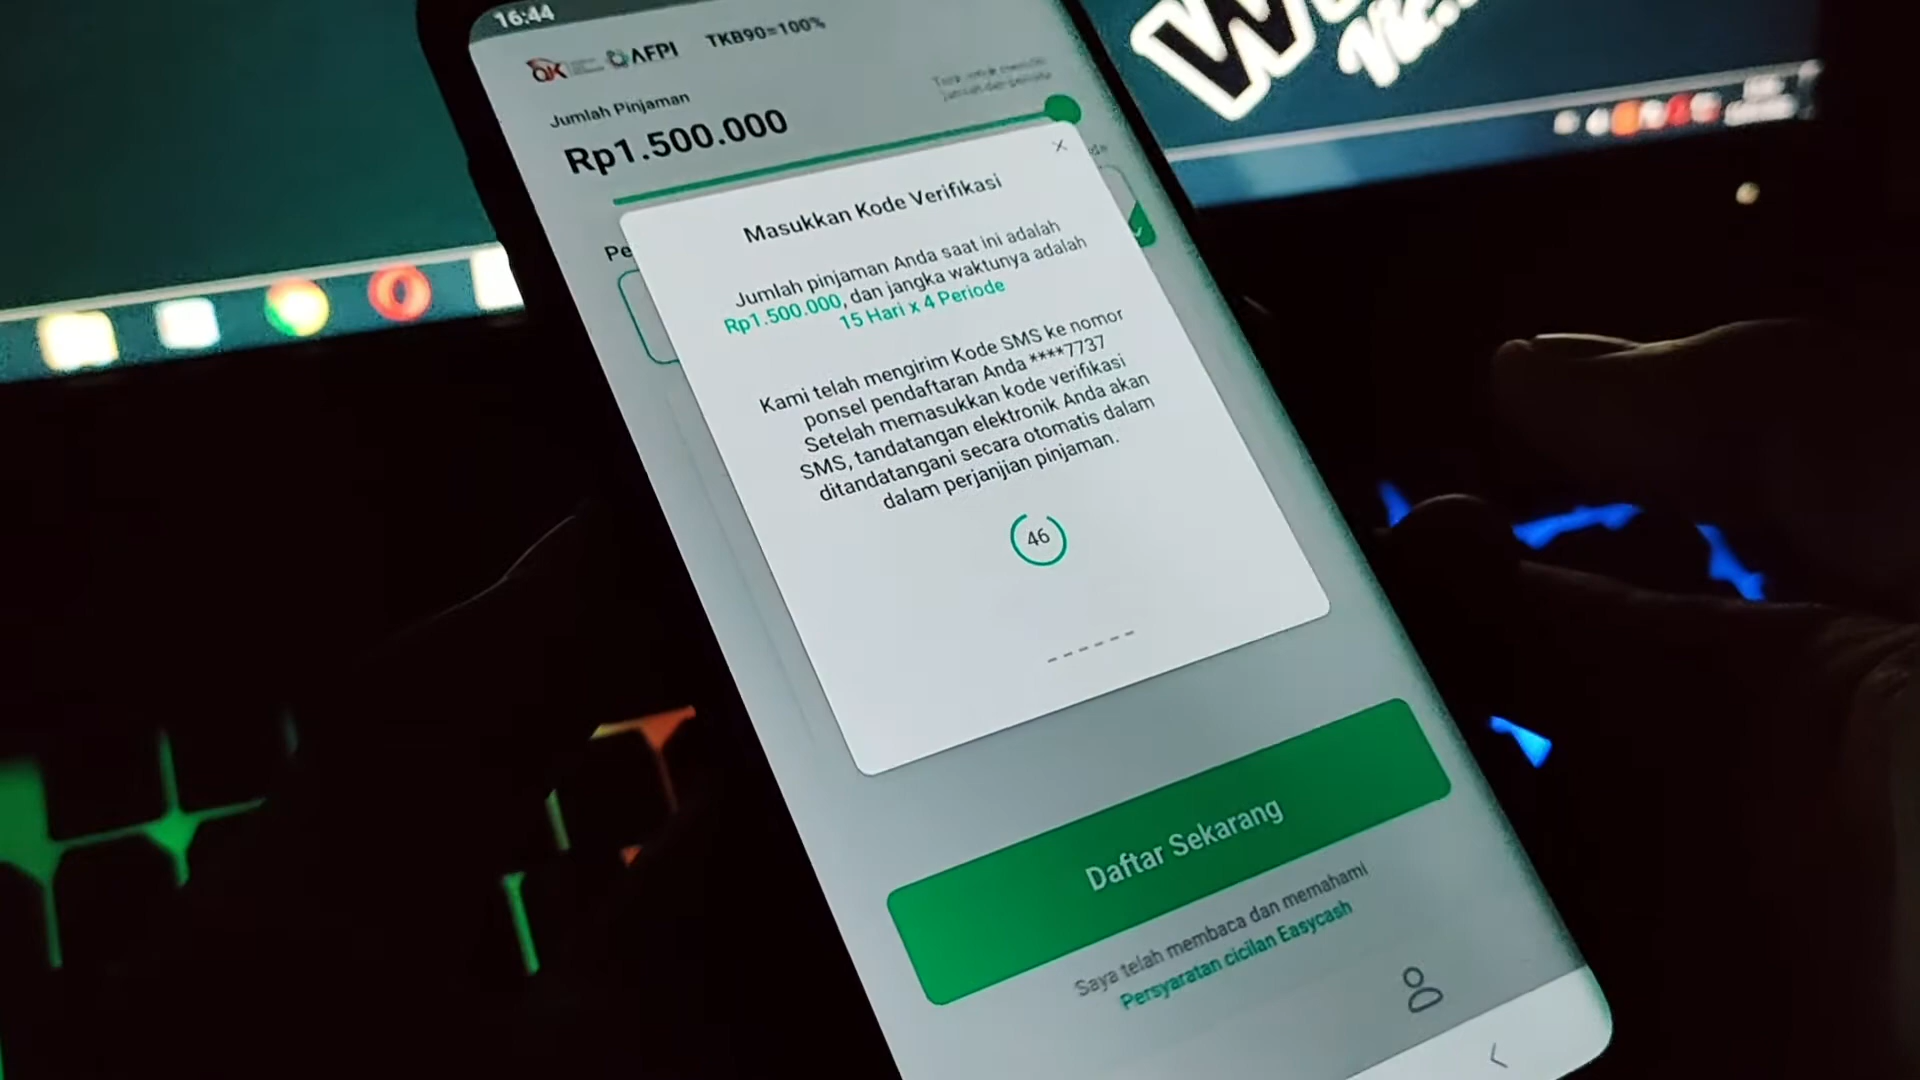 16:44
OJK AFPI TKB90=100%
Jumlah Pinjaman
Rp1.500.000
Masukkan Kode Verifikasi
Jumlah pinjaman Anda saat ini adalah
Rp1.500.000, dan jangka waktunya adalah
15 Hari x 4 Periode
Kami telah mengirim Kode SMS ke nomor
ponsel pendaftaran Anda ****7737
Setelah memasukkan kode verifikasi
SMS, tandatangan elektronik Anda akan
ditandatangani secara otomatis dalam
dalam perjanjian pinjaman.
46
Daftar Sekarang
Saya telah membaca dan memahami
Persyaratan cicilan Easycash